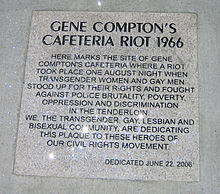 GENE COMPTON'S
CAFETERIA RIOT 1966
HERE MARKS THE SITE OF GENE
COMPTON'S CAFETERIA WHERE A RIOT
TOOK PLACE ONE AUGUST NIGHT WHEN
TRANSGENDER WOMEN AND GAY MEN
STOOD UP FOR THEIR RIGHTS AND FOUGHT
AGAINST POLICE BRUTALITY, POVERTY,
OPPRESSION AND DISCRIMINATION
IN THE TENDERLOIN.
WE, THE TRANSGENDER, GAY, LESBIAN AND
BISEXUAL COMMUNITY, ARE DEDICATING
THIS PLAQUE TO THESE HEROES OF
OUR CIVIL RIGHTS MOVEMENT.
DEDICATED JUNE 22, 2006